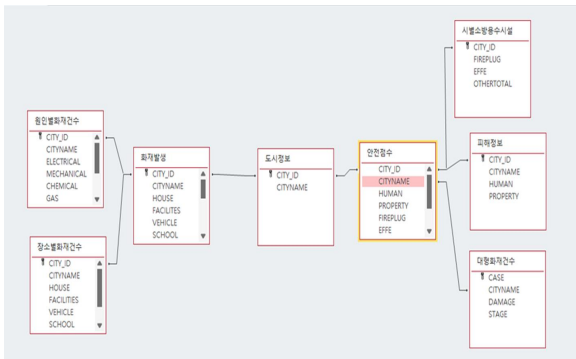 원인별화재건수
CITY_ID
CITYNAME
ELECTRICAL
MECHANICAL
CHEMICAL
GAS
장소별화재건수
CITY_ID
CITYNAME
HOUSE
FACILITIES
VEHICLE
SCHOOL
화재발생
CITY_ID
CITYNAME
HOUSE
FACILITES
VEHICLE
SCHOOL
도시정보
CITY_ID
CITYNAME
안전점수
CITY_ID
CITYNAME
HUMAN
PROPERTY
FIREPLUG
EFFE
시별소방용수시설
CITY_ID
FIREPLUG
EFFE
OTHERTOTAL
피해정보
CITY_ID
CITYNAME
HUMAN
PROPERTY
대형화재건수
CASE
CITYNAME
DAMAGE
STAGE